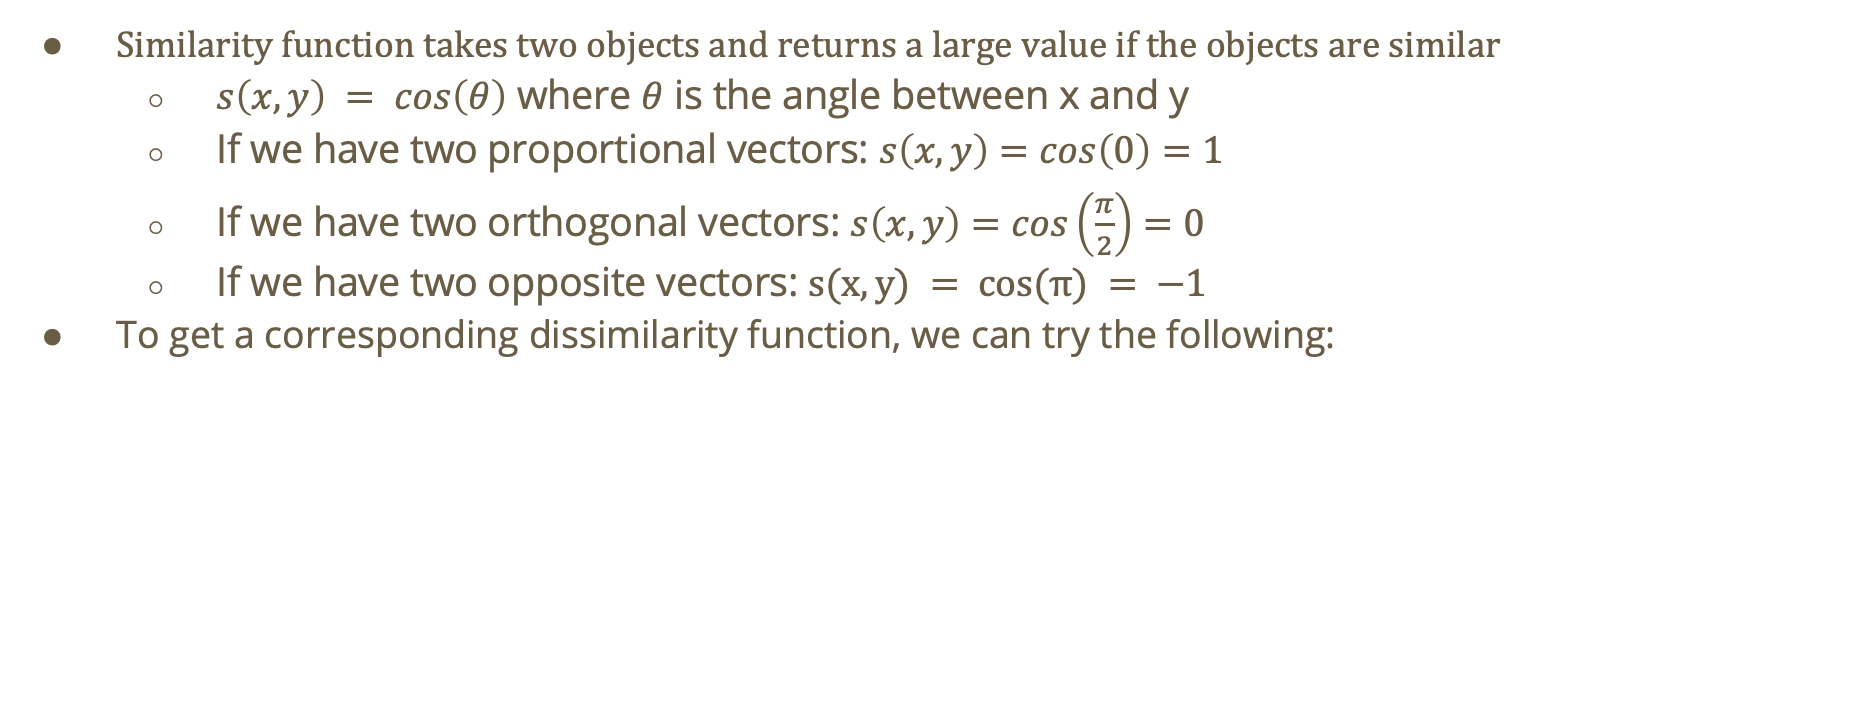 ● Similarity function takes two objects and returns a large value if the objects are similar
○ s(x, y) = cos(θ) where θ is the angle between x and y
○ If we have two proportional vectors: s(x, y) = cos(0) = 1
○ If we have two orthogonal vectors: s(x, y) = cos (π/2) = 0
○ If we have two opposite vectors: s(x, y) = cos(π) = −1
● To get a corresponding dissimilarity function, we can try the following: